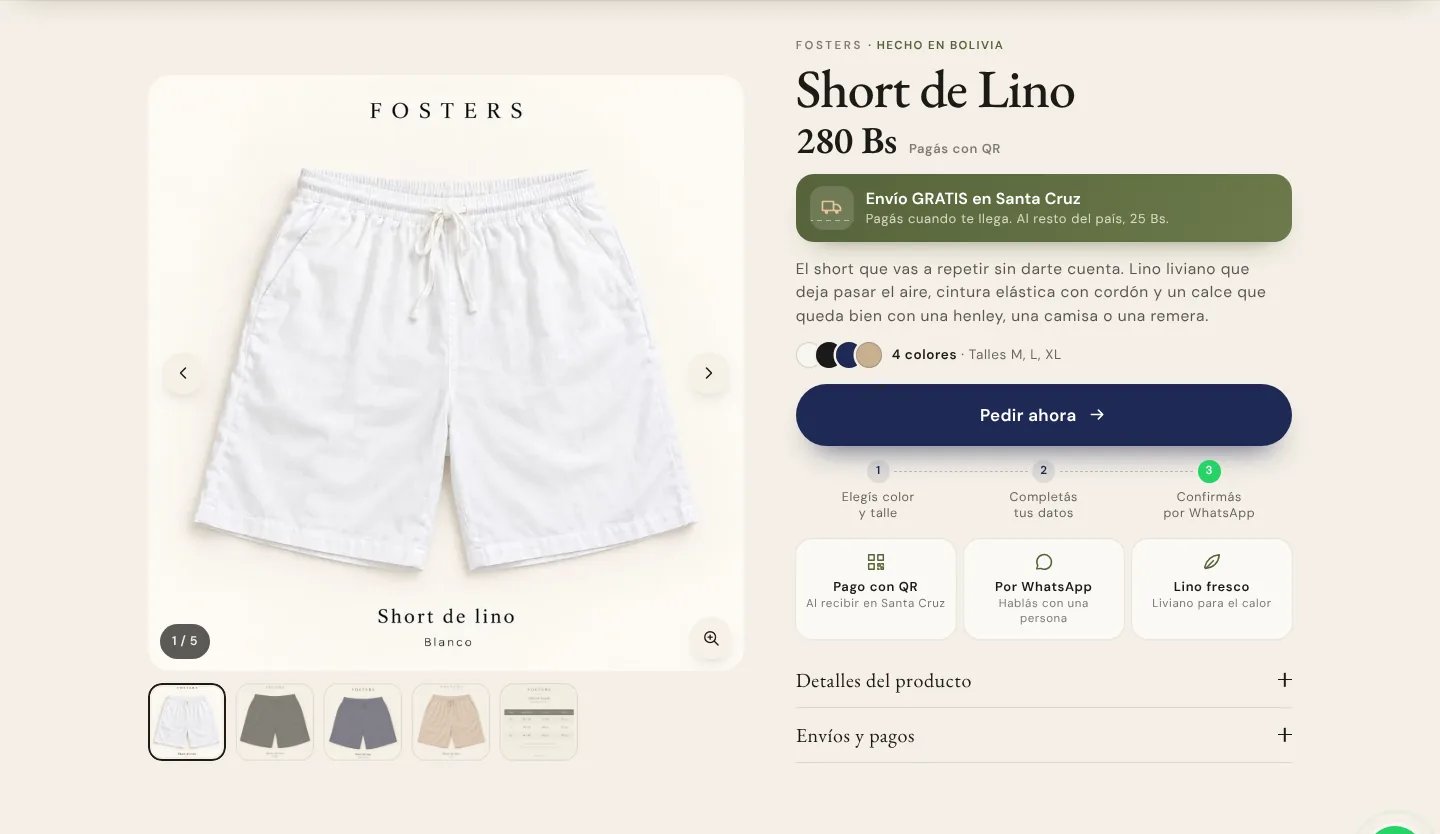 FOSTERS · HECHO EN BOLIVIA
Short de Lino
280 Bs Pagás con QR
Envío GRATIS en Santa Cruz
Pagás cuando te llega. Al resto del país, 25 Bs.
El short que vas a repetir sin darte cuenta. Lino liviano que
deja pasar el aire, cintura elástica con cordón y un calce que
queda bien con una henley, una camisa o una remera.
4 colores · Talles M, L, XL
Pedir ahora
1
2
3
Elegís color
y talle
Completás
tus datos
Confirmás
por WhatsApp
Pago con QR
Al recibir en Santa Cruz
Por WhatsApp
Hablás con una
persona
Lino fresco
Liviano para el calor
Detalles del producto
Envíos y pagos
FOSTERS
Short de lino
Blanco
1 / 5